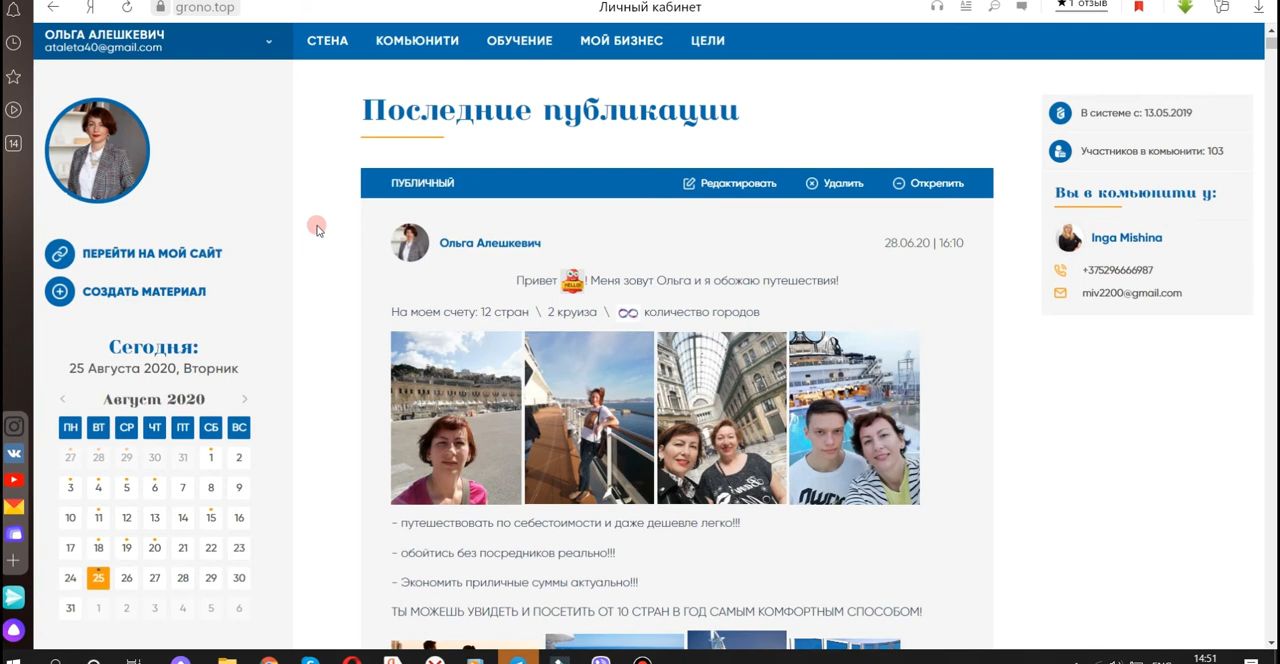 grono.top
Личный кабинет
1 отзыв
ОЛЬГА АЛЕШКЕВИЧ
ataleta40@gmail.com
СТЕНА КОМЬЮНИТИ ОБУЧЕНИЕ МОЙ БИЗНЕС ЦЕЛИ
14
ПЕРЕЙТИ НА МОЙ САЙТ
СОЗДАТЬ МАТЕРИАЛ
Сегодня:
25 Августа 2020, Вторник
Август 2020
ПН ВТ СР ЧТ ПТ СБ ВС
27 28 29 30 31 1 2
3 4 5 6 7 8 9
10 11 12 13 14 15 16
17 18 19 20 21 22 23
24 25 26 27 28 29 30
31 1 2 3 4 5 6
Последние публикации
ПУБЛИЧНЫЙ Редактировать Удалить Открепить
Ольга Алешкевич 28.06.20 | 16:10
Привет HELLO! ! Меня зовут Ольга и я обожаю путешествия!
На моем счету: 12 стран \ 2 круиза \ количество городов
- путешествовать по себестоимости и даже дешевле легко!!!
- обойтись без посредников реально!!!
- Экономить приличные суммы актуально!!!
ТЫ МОЖЕШЬ УВИДЕТЬ И ПОСЕТИТЬ ОТ 10 СТРАН В ГОД САМЫМ КОМФОРТНЫМ СПОСОБОМ!
В системе с: 13.05.2019
Участников в комьюнити: 103
Вы в комьюнити у:
Inga Mishina
+375296666987
miv2200@gmail.com
14:51